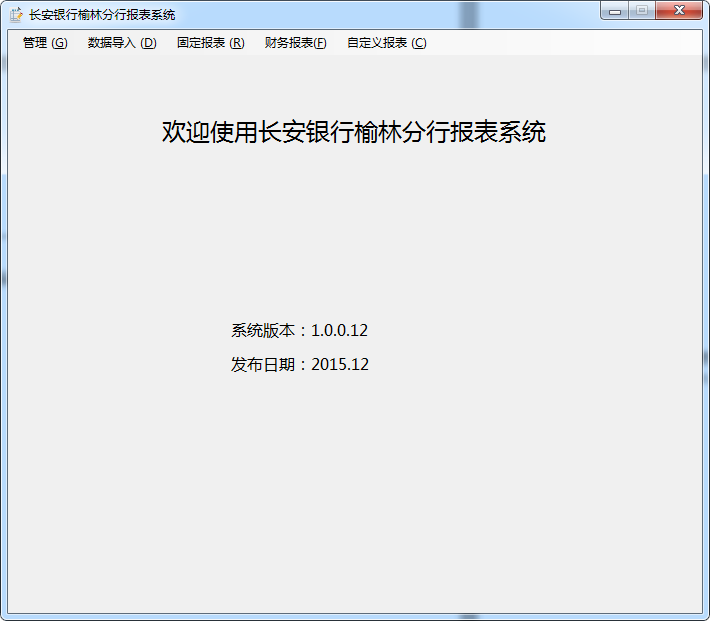 长安银行榆林分行报表系统
管理 (G) 数据导入 (D) 固定报表 (R) 财务报表(F) 自定义报表 (C)
欢迎使用长安银行榆林分行报表系统
系统版本：1.0.0.12
发布日期：2015.12